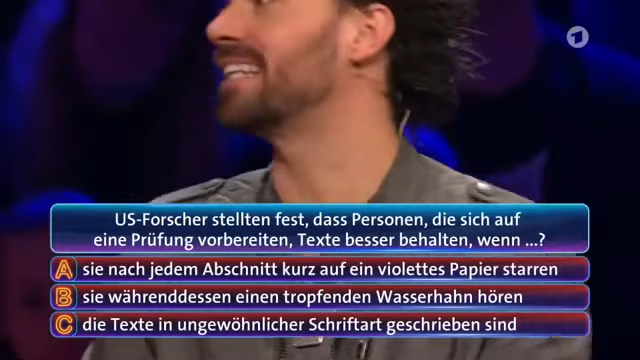 US-Forscher stellten fest, dass Personen, die sich auf
eine Prüfung vorbereiten, Texte besser behalten, wenn ...?
A sie nach jedem Abschnitt kurz auf ein violettes Papier starren
B sie währenddessen einen tropfenden Wasserhahn hören
C die Texte in ungewöhnlicher Schriftart geschrieben sind